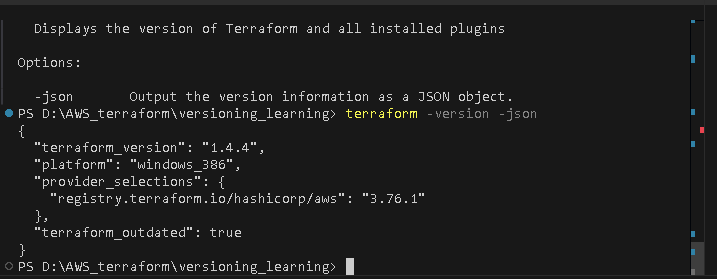 Displays the version of Terraform and all installed plugins
Options:
-json Output the version information as a JSON object.
PS D:\AWS_terraform\versioning_learning> terraform -version -json
{
"terraform_version": "1.4.4",
"platform": "windows_386",
"provider_selections": {
"registry.terraform.io/hashicorp/aws": "3.76.1"
},
"terraform_outdated": true
}
PS D:\AWS_terraform\versioning_learning>